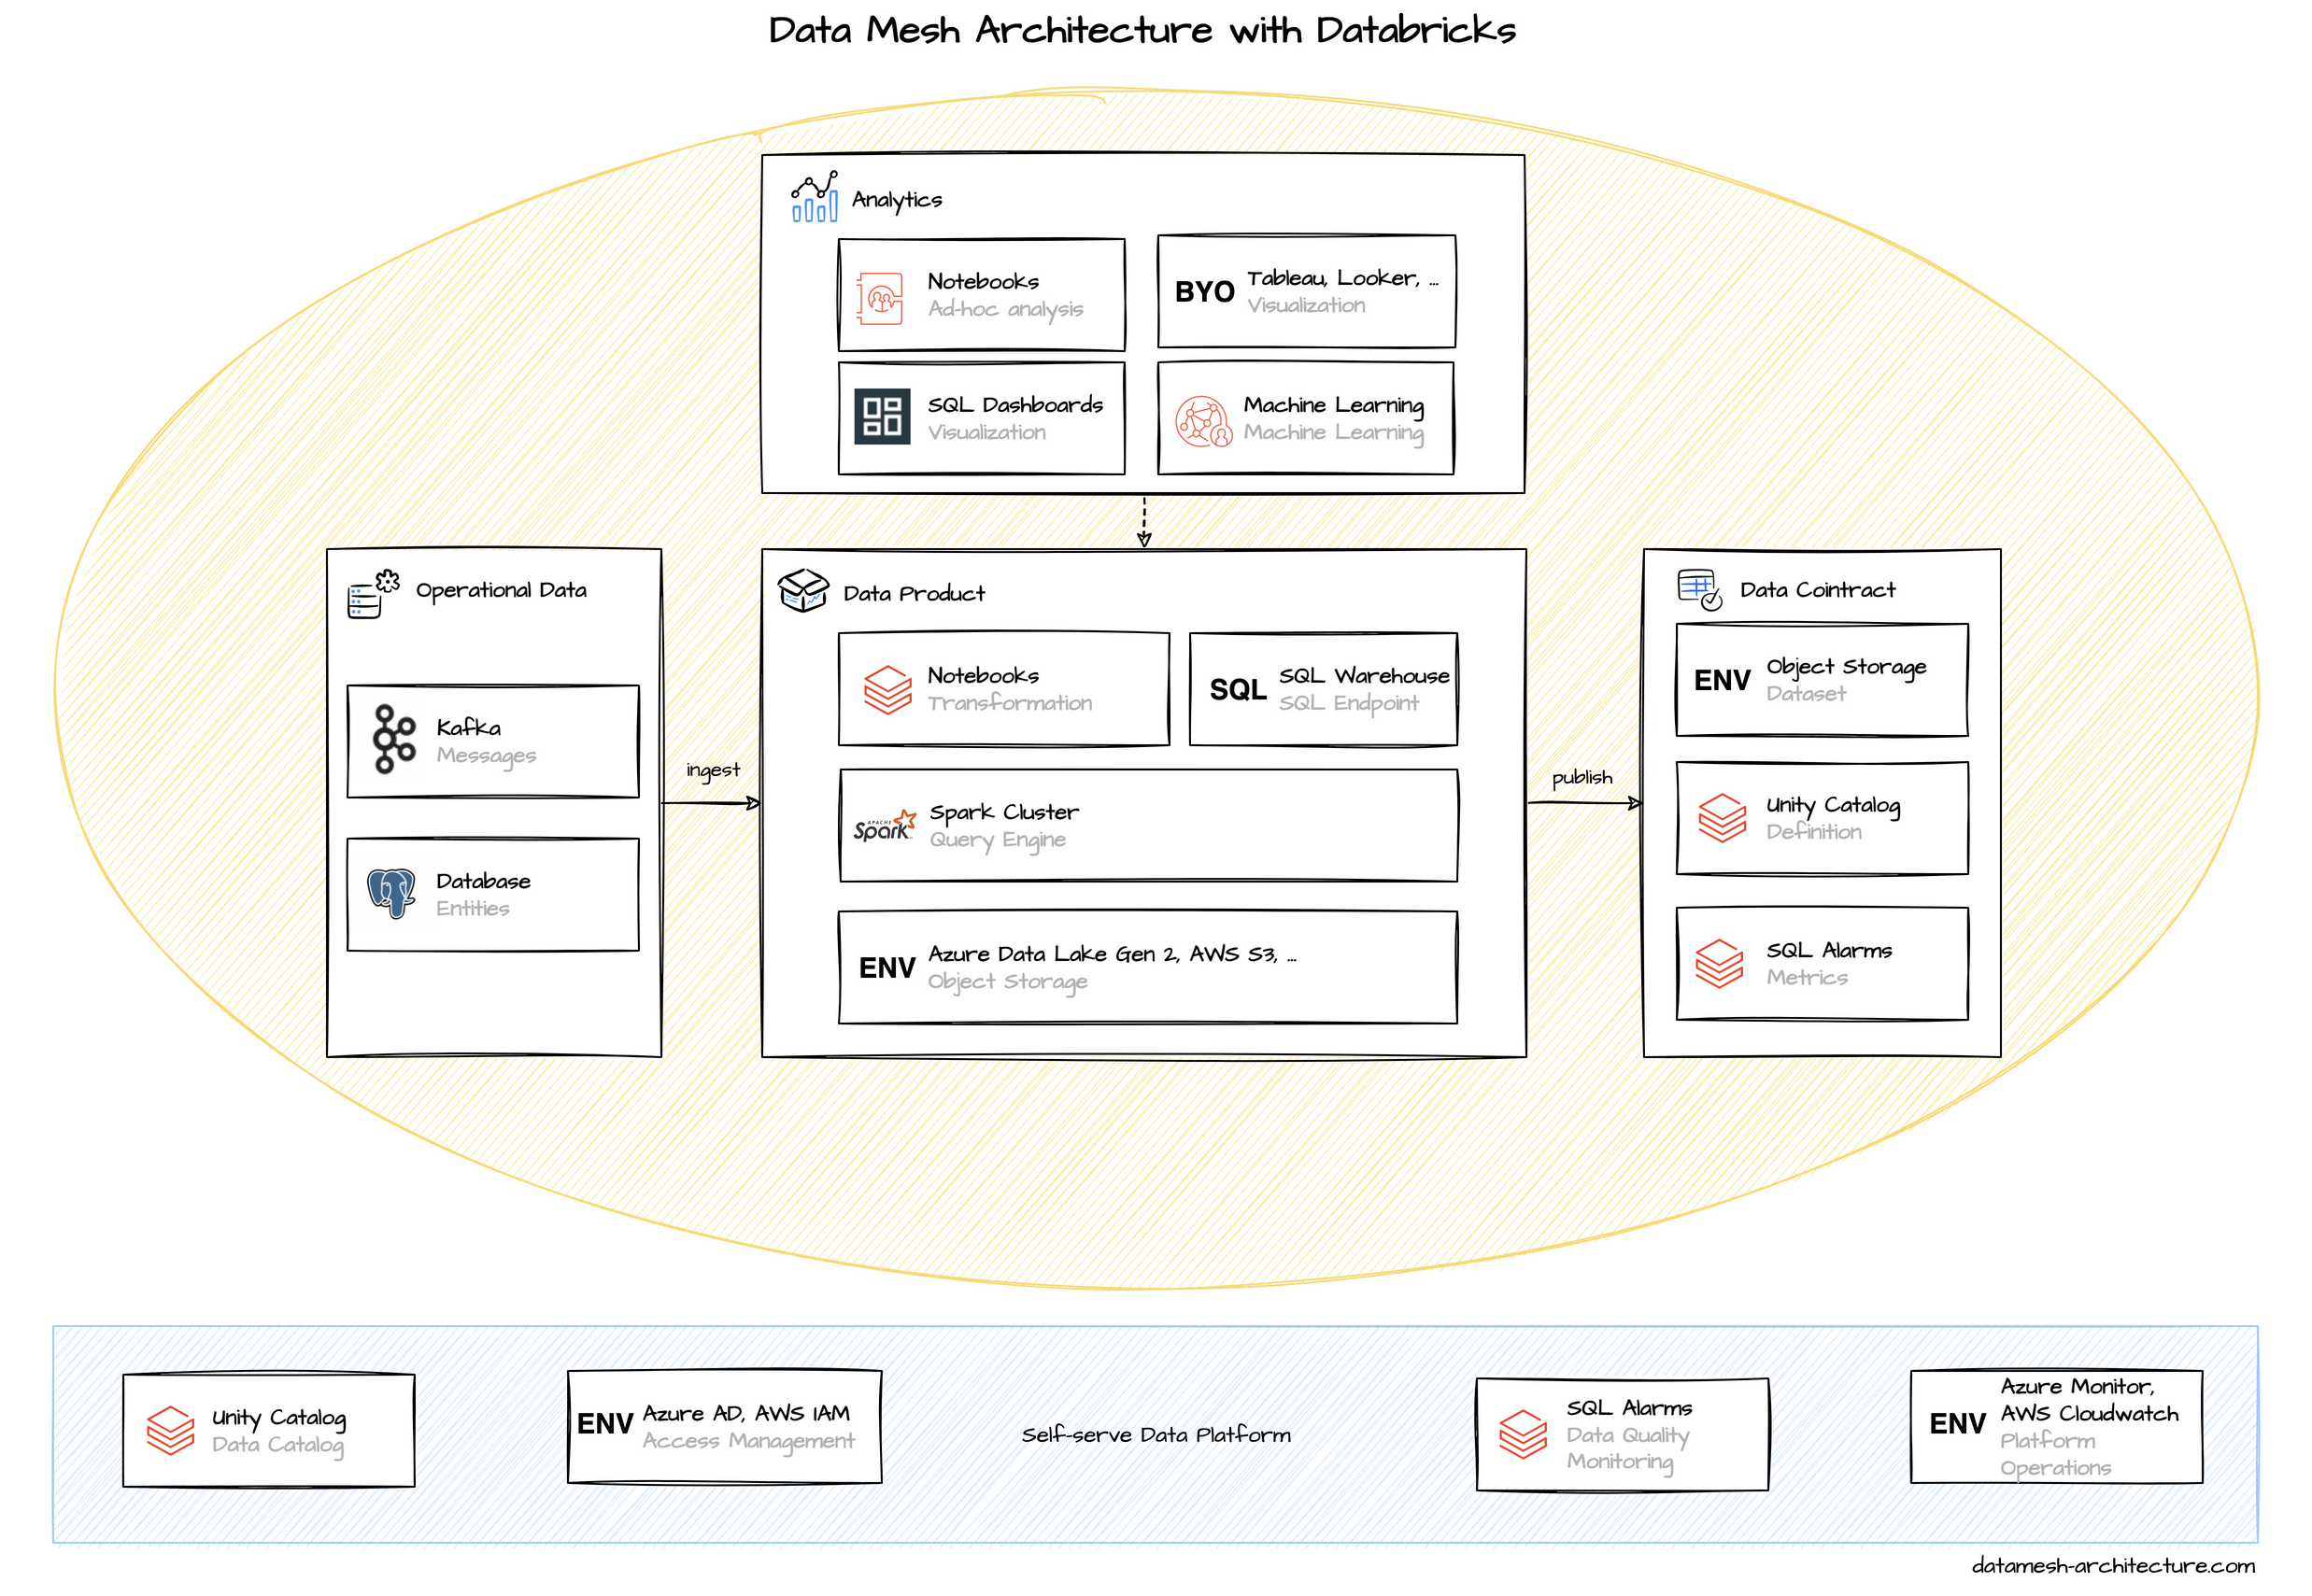 Data Mesh Architecture with Databricks
Analytics
Notebooks
Ad-hoc analysis
BYO
Tableau, Looker, ...
Visualization
SQL Dashboards
Visualization
Machine Learning
Machine Learning
Operational Data
Kafka
Messages
Database
Entities
ingest
Data Product
Notebooks
Transformation
SQL
SQL Warehouse
SQL Endpoint
APACHE
Spark
Spark Cluster
Query Engine
ENV
Azure Data Lake Gen 2, AWS S3, ...
Object Storage
publish
Data Cointract
ENV
Object Storage
Dataset
Unity Catalog
Definition
SQL Alarms
Metrics
Unity Catalog
Data Catalog
ENV
Azure AD, AWS IAM
Access Management
Self-serve Data Platform
SQL Alarms
Data Quality
Monitoring
ENV
Azure Monitor,
AWS Cloudwatch
Platform
Operations
datamesh-architecture.com